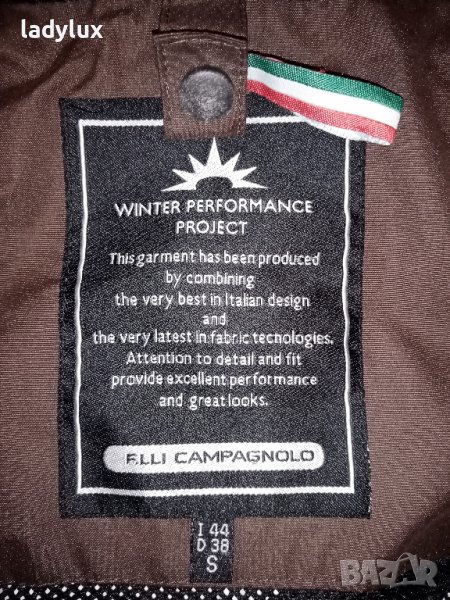 ladylux
WINTER PERFORMANCE
PROJECT
This garment has been produced
by combining
the very best in Italian design
and
the very latest in fabric tecnologies.
Attention to detail and fit
provide excellent performance
and great looks.
F.LLI CAMPAGNOLO
I 44
D 38
S
BAZAR.BG